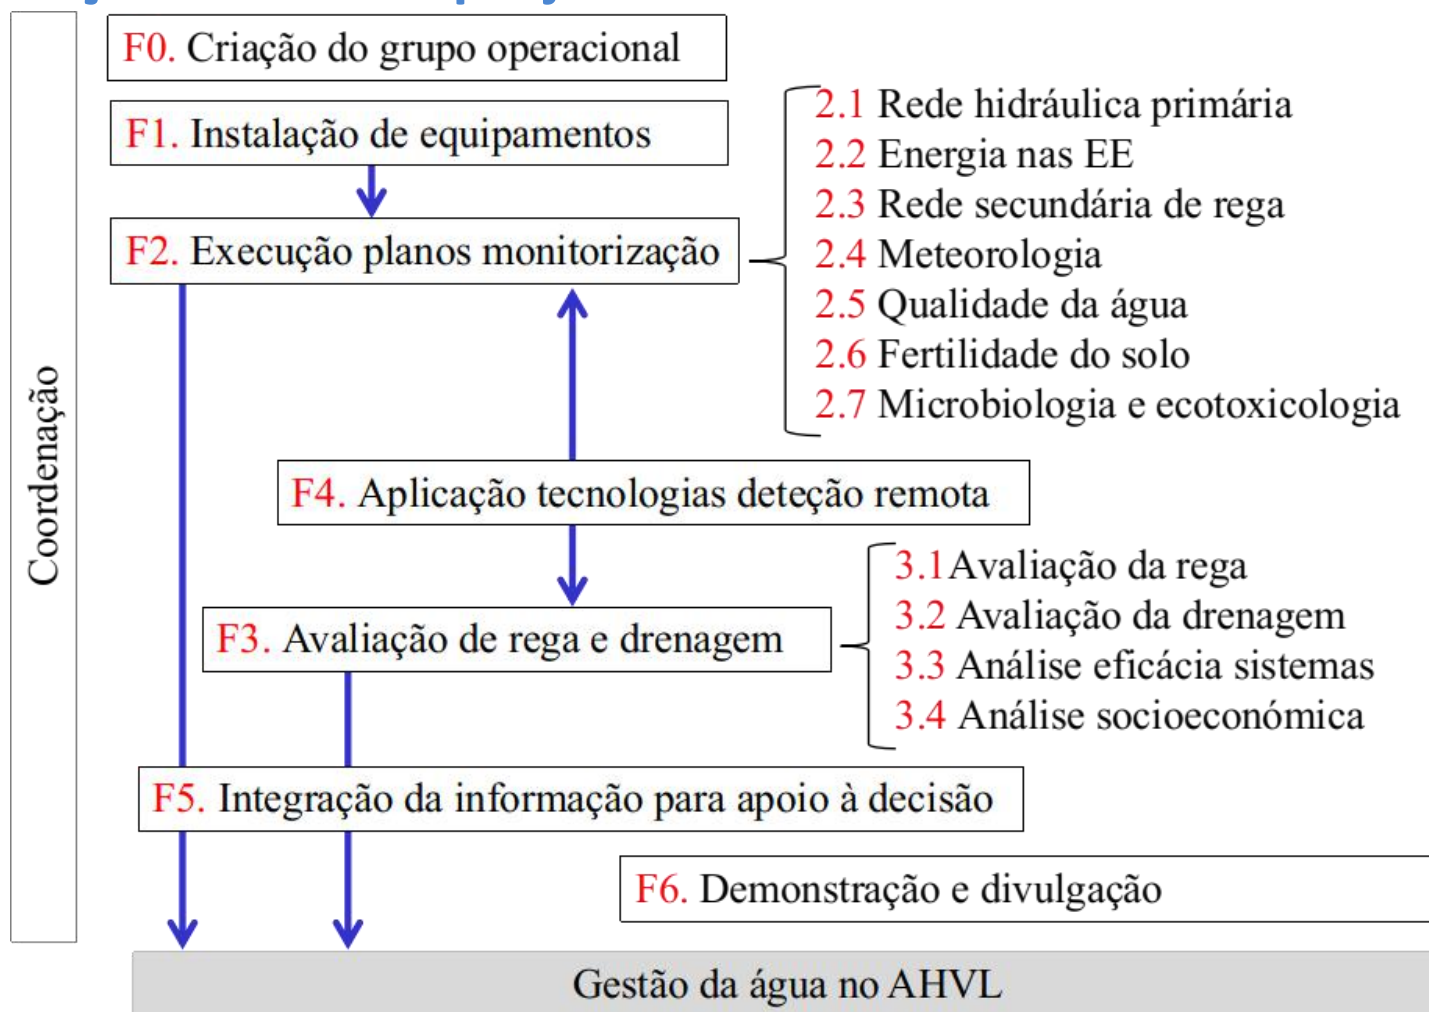 F0. Criação do grupo operacional
F1. Instalação de equipamentos
F2. Execução planos monitorização
2.1 Rede hidráulica primária
2.2 Energia nas EE
2.3 Rede secundária de rega
2.4 Meteorologia
2.5 Qualidade da água
2.6 Fertilidade do solo
2.7 Microbiologia e ecotoxicologia
Coordenação
F4. Aplicação tecnologias deteção remota
F3. Avaliação de rega e drenagem
3.1Avaliação da rega
3.2 Avaliação da drenagem
3.3 Análise eficácia sistemas
3.4 Análise socioeconómica
F5. Integração da informação para apoio à decisão
F6. Demonstração e divulgação
Gestão da água no AHVL